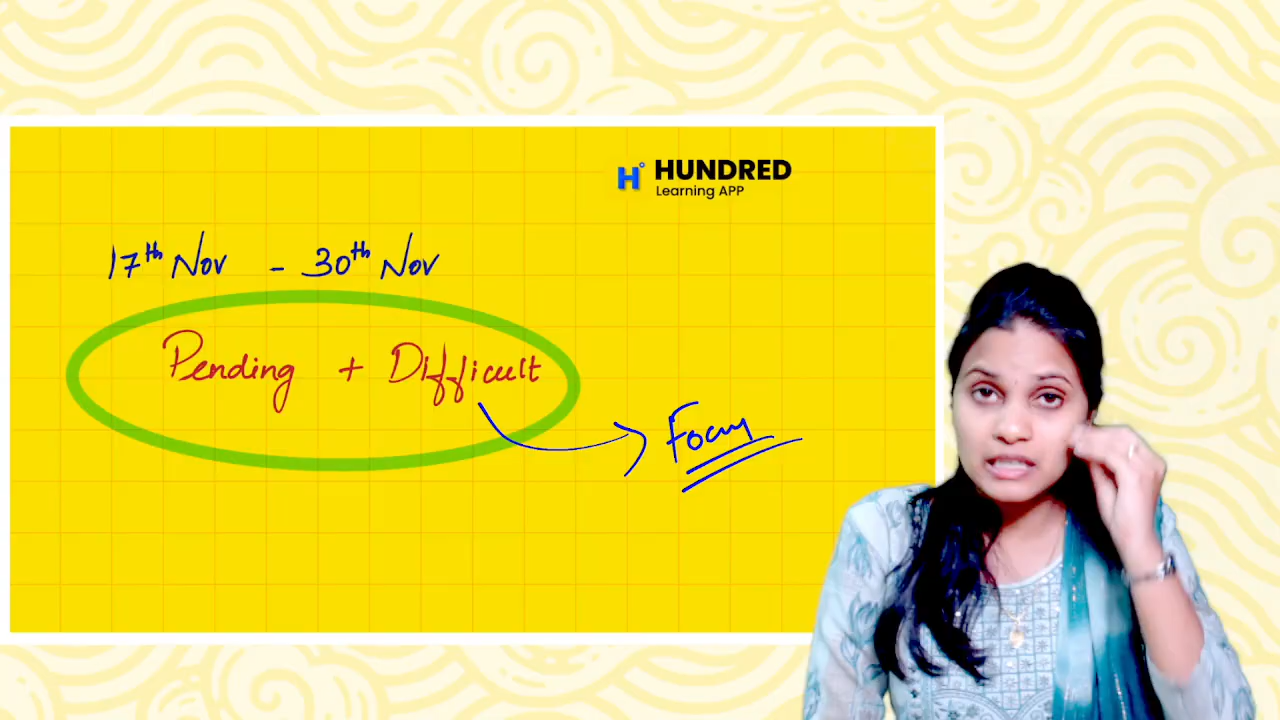 HUNDRED
Learning APP
17th Nov - 30th Nov
Pending + Difficult
Focus